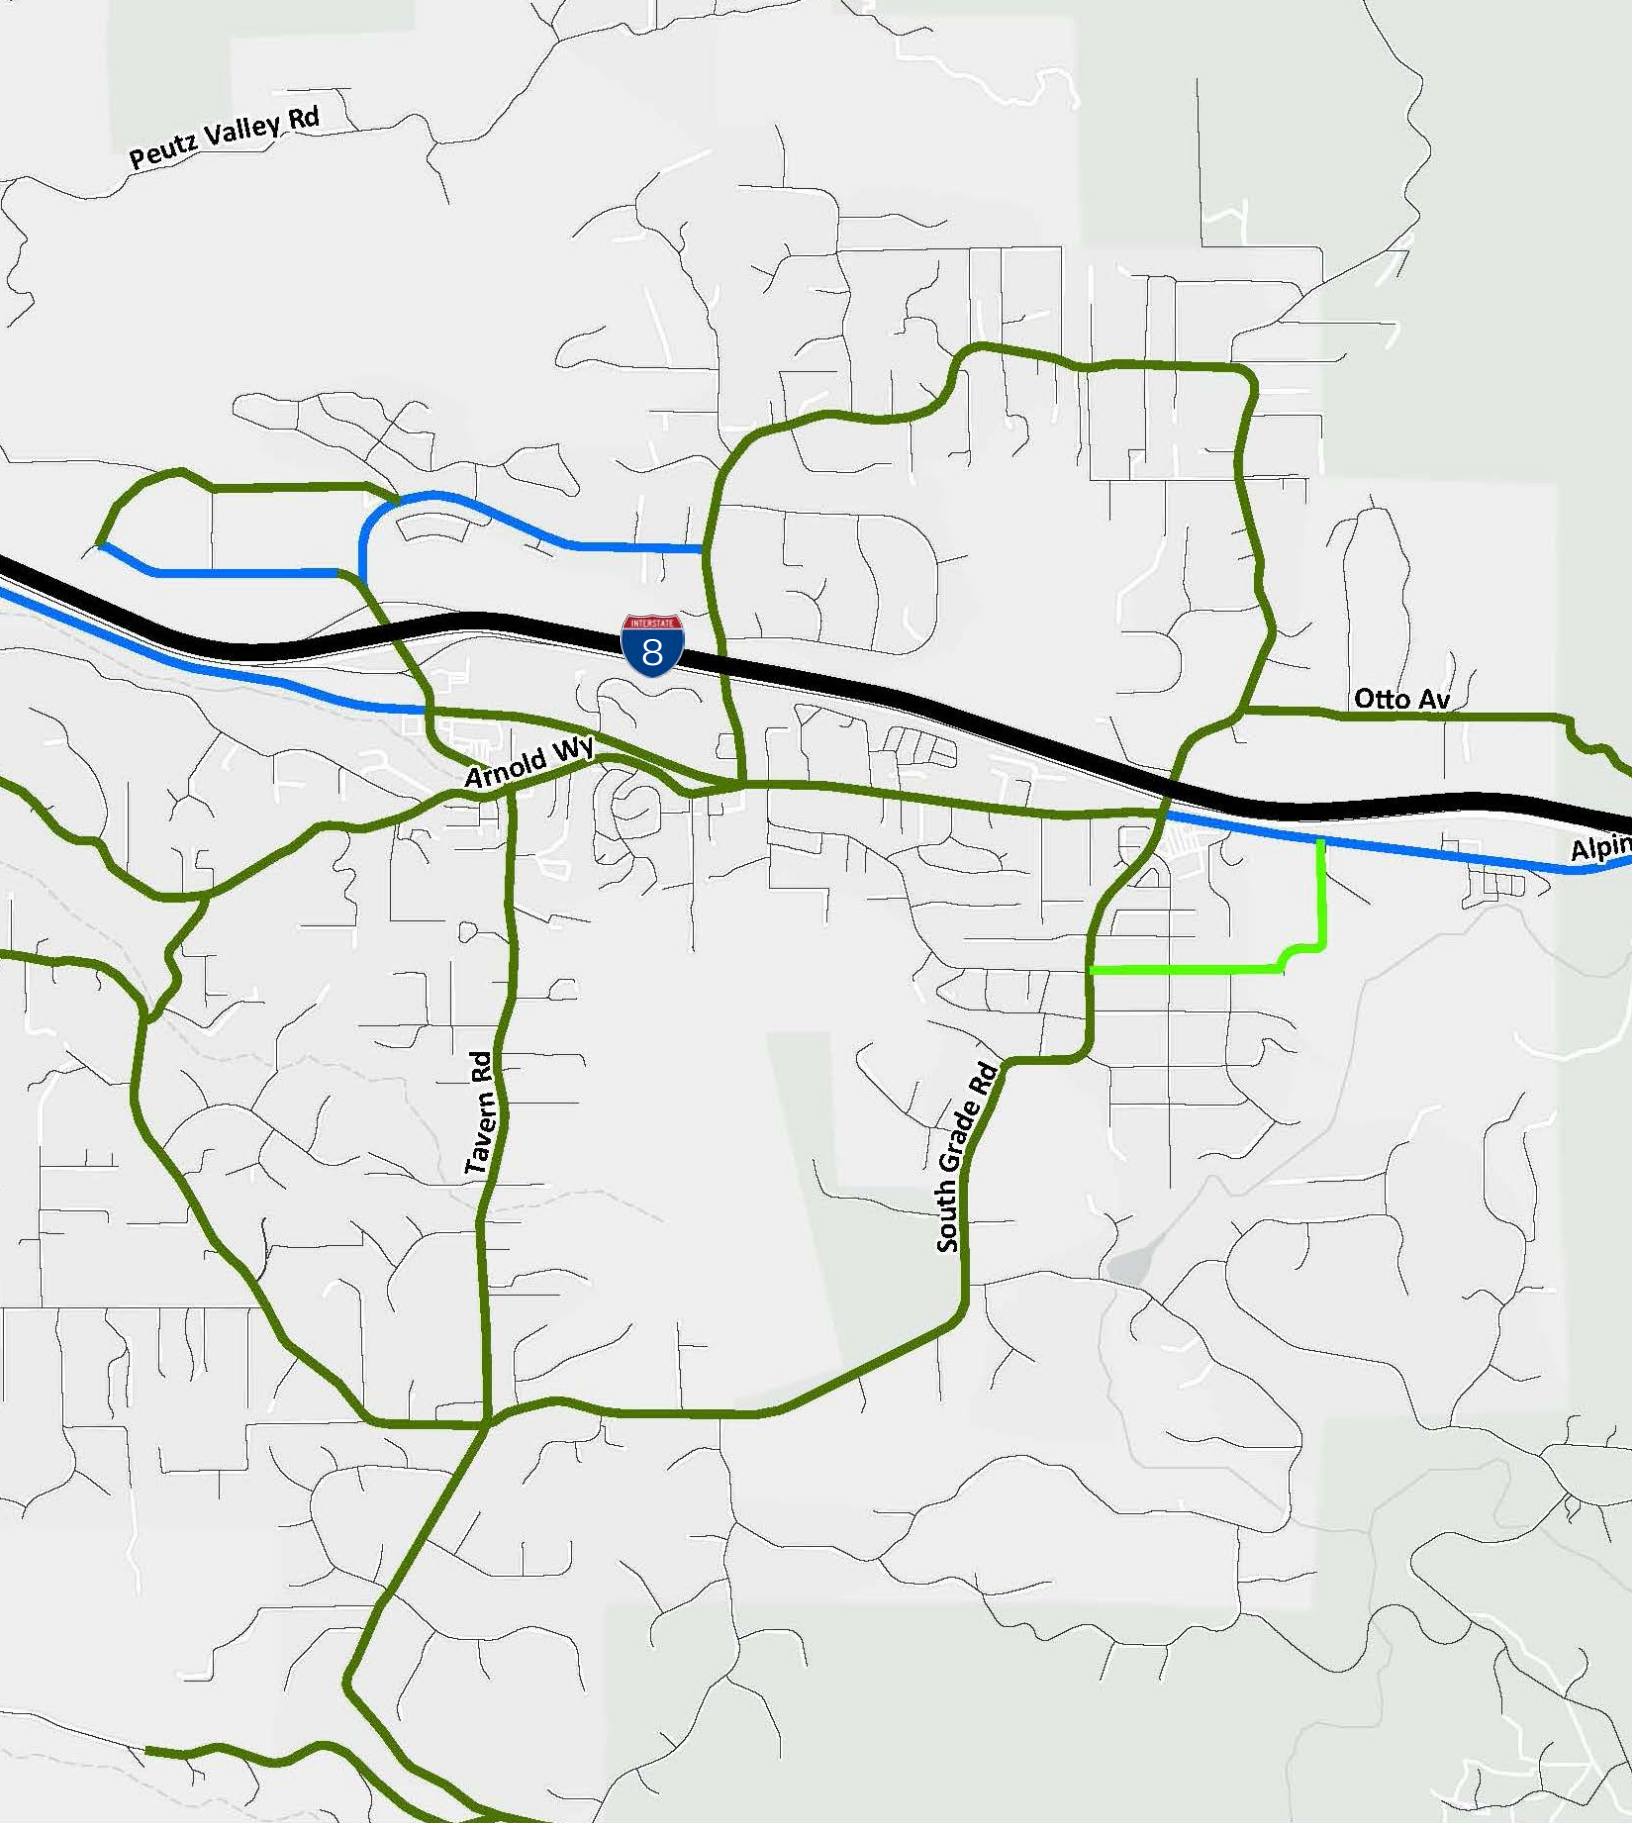 Peutz Valley Rd
INTERSTATE
8
Otto Av
Arnold Wy
Alpin
Tavern Rd
South Grade Rd